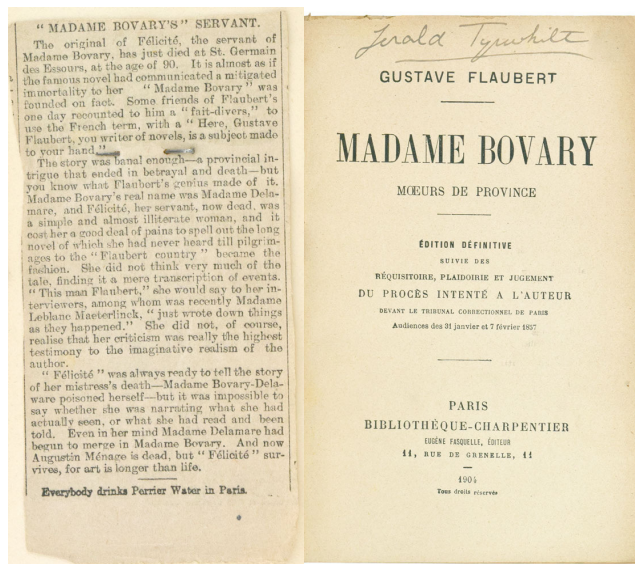 “ MADAME BOVARY'S ” SERVANT.
The original of Félicité, the servant of
Madame Bovary, has just died at St. Germain
des Essours, at the age of 90. It is almost as if
the famous novel had communicated a mitigated
immortality to her “ Madame Bovary ” was
founded on fact. Some friends of Flaubert's
one day recounted to him a “ fait-divers,” to
use the French term, with a “ Here, Gustave
Flaubert, you writer of novels, is a subject made
to your hand.”
The story was banal enough—a provincial in-
trigue that ended in betrayal and death—but
you know what Flaubert's genius made of it.
Madame Bovary's real name was Madame Dela-
mare, and Félicité, her servant, now dead, was
a simple and almost illiterate woman, and it
cost her a good deal of pains to spell out the long
novel of which she had never heard till pilgrim-
ages to the “ Flaubert country ” became the
fashion. She did not think very much of the
tale, finding it a mere transcription of events.
“ This man Flaubert,” she would say to her in-
terviewers, among whom was recently Madame
Leblanc Maeterlinck, “ just wrote down things
as they happened.” She did not, of course,
realise that her criticism was really the highest
testimony to the imaginative realism of the
author.
“ Félicité ” was always ready to tell the story
of her mistress's death—Madame Bovary-Dela-
ware poisoned herself—but it was impossible to
say whether she was narrating what she had
actually seen, or what she had read and been
told. Even in her mind Madame Delamare had
begun to merge in Madame Bovary. And now
Augustin Ménage is dead, but “ Félicité ” sur-
vives, for art is longer than life.
Everybody drinks Perrier Water in Paris.
Gerald Tyrwhitt
GUSTAVE FLAUBERT
MADAME BOVARY
MŒURS DE PROVINCE
ÉDITION DÉFINITIVE
SUIVIE DES
RÉQUISITOIRE, PLAIDOIRIE ET JUGEMENT
DU PROCÈS INTENTÉ A L'AUTEUR
DEVANT LE TRIBUNAL CORRECTIONNEL DE PARIS
Audiences des 31 janvier et 7 février 1857
PARIS
BIBLIOTHÈQUE-CHARPENTIER
EUGÈNE FASQUELLE, ÉDITEUR
11, RUE DE GRENELLE, 11
1904
Tous droits réservés